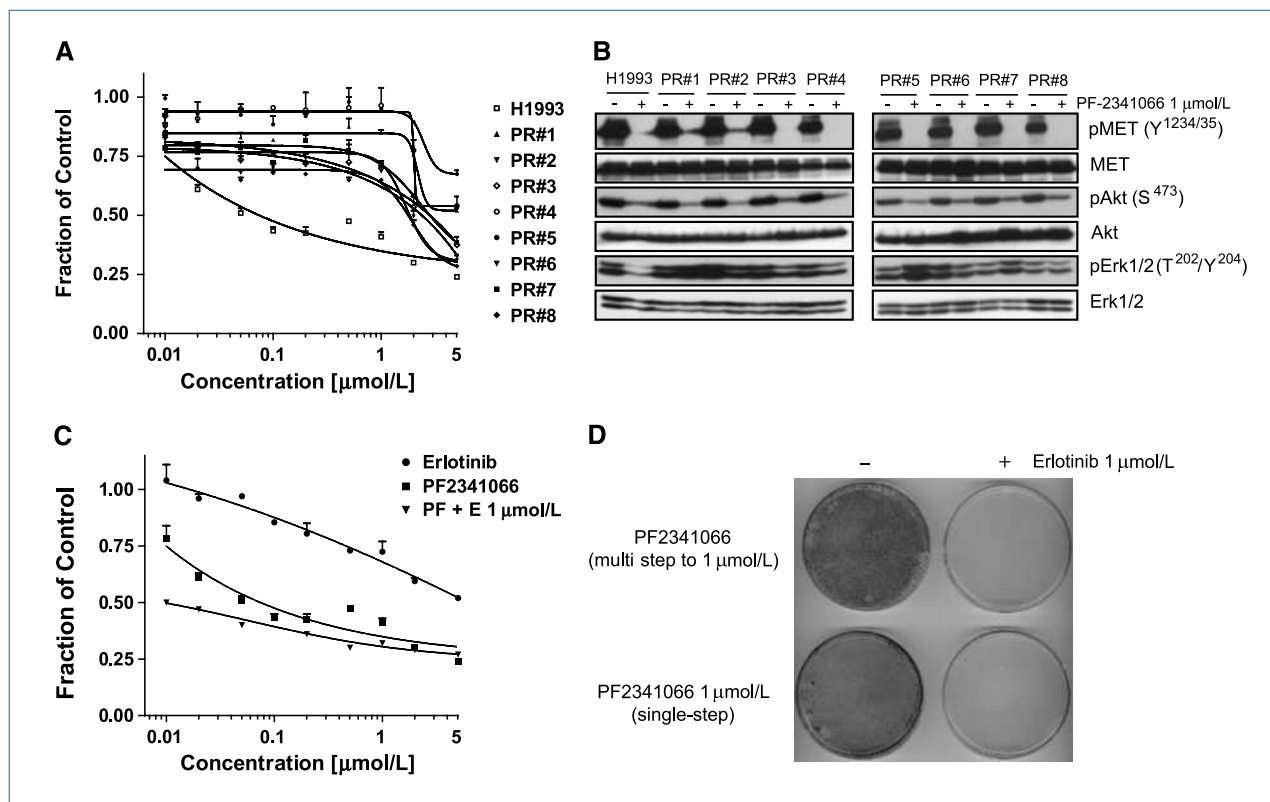 A
Fraction of Control
1.00
0.75
0.50
0.25
0.00
0.01
0.1
1
5
Concentration [μmol/L]
H1993
PR#1
PR#2
PR#3
PR#4
PR#5
PR#6
PR#7
PR#8
B
H1993 PR#1 PR#2 PR#3 PR#4 PR#5 PR#6 PR#7 PR#8
- + - + - + - + - + - + - + - + - + PF-2341066 1 μmol/L
pMET (Y1234/35)
MET
pAkt (S473)
Akt
pErk1/2 (T202/Y204)
Erk1/2
C
Fraction of Control
1.00
0.75
0.50
0.25
0.00
0.01
0.1
1
5
Concentration [μmol/L]
Erlotinib
PF2341066
PF + E 1 μmol/L
D
– + Erlotinib 1 μmol/L
PF2341066
(multi step to 1 μmol/L)
PF2341066 1 μmol/L
(single-step)